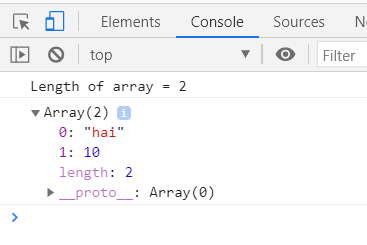 Elements Console Sources Ne
top Filter
Length of array = 2
Array(2) i
0: "hai"
1: 10
length: 2
__proto__: Array(0)